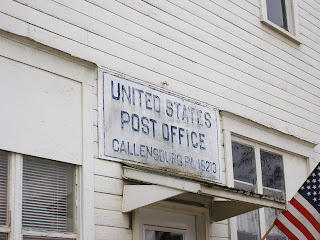 UNITED STATES
POST OFFICE
CALLENSBURG PA 16213